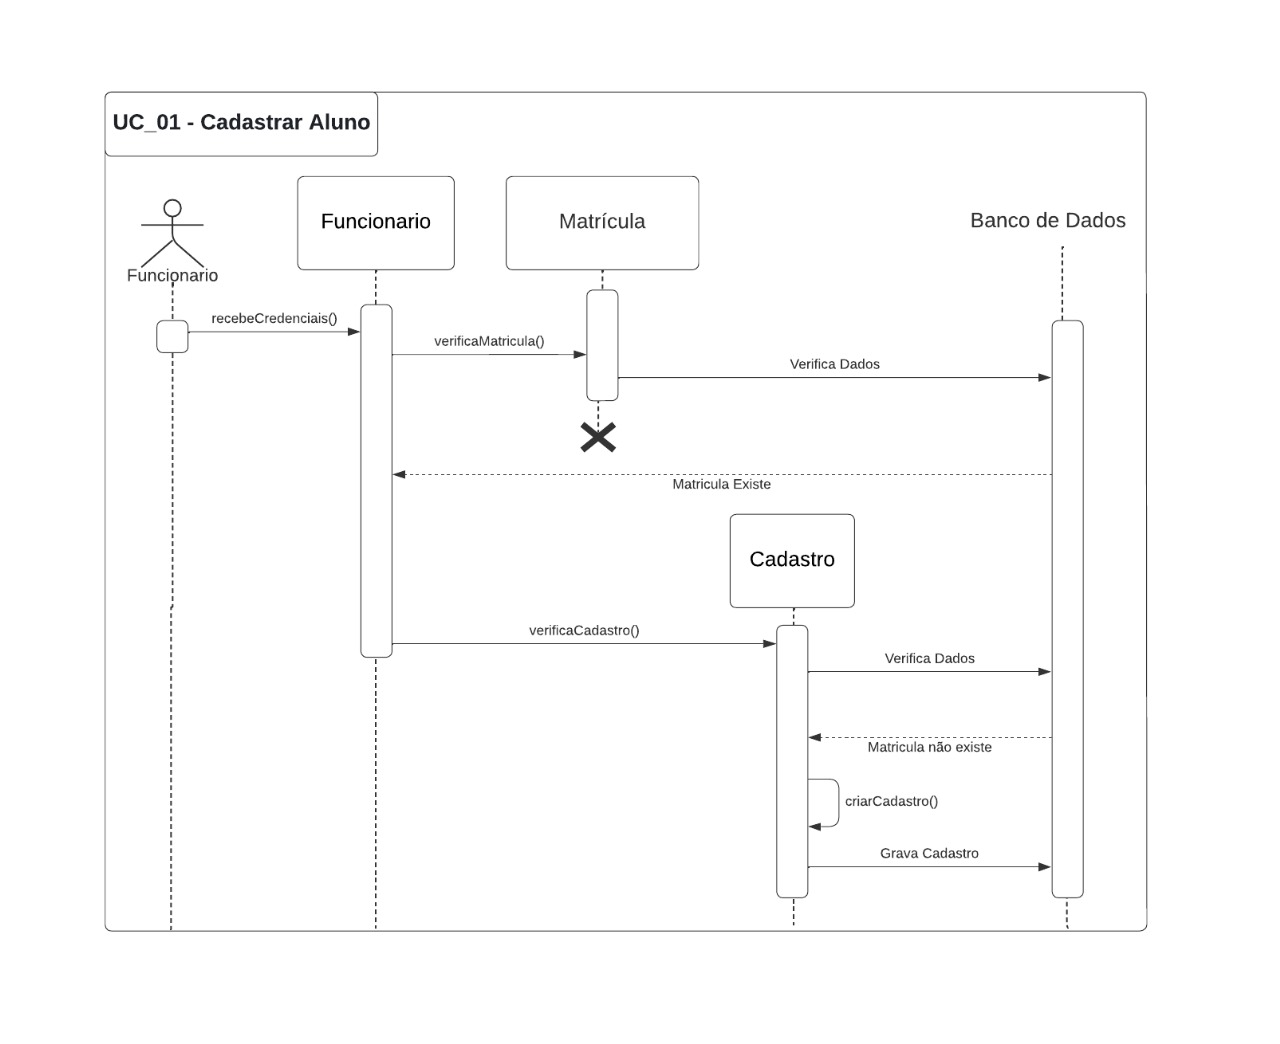 UC_01 - Cadastrar Aluno
Funcionario
Funcionario
Matrícula
Banco de Dados
recebeCredenciais()
verificaMatricula()
Verifica Dados
Matricula Existe
Cadastro
verificaCadastro()
Verifica Dados
Matricula não existe
criarCadastro()
Grava Cadastro